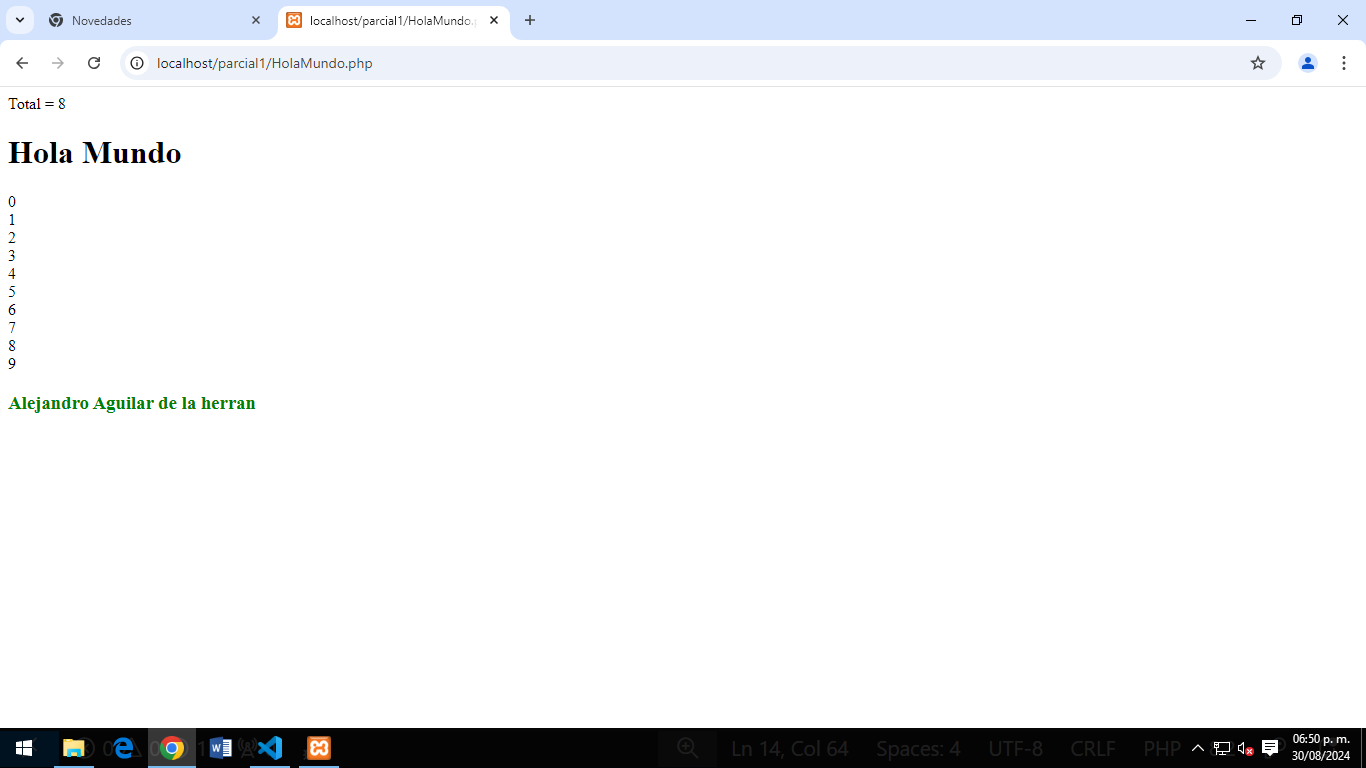 Novedades
localhost/parcial1/HolaMundo.p
localhost/parcial1/HolaMundo.php
Total = 8
Hola Mundo
0
1
2
3
4
5
6
7
8
9
Alejandro Aguilar de la herran
Ln 14, Col 64 Spaces: 4 UTF-8 CRLF PHP
06:50 p. m.
30/08/2024